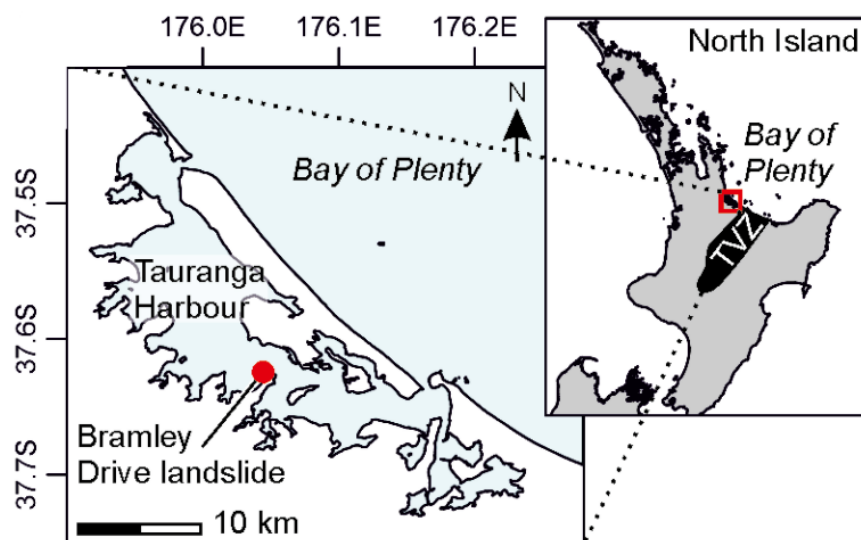 176.0E 176.1E 176.2E
North Island
N
Bay of Plenty
Bay of
Plenty
37.5S
TVZ
Tauranga
Harbour
37.6S
Bramley
Drive landslide
37.7S
10 km